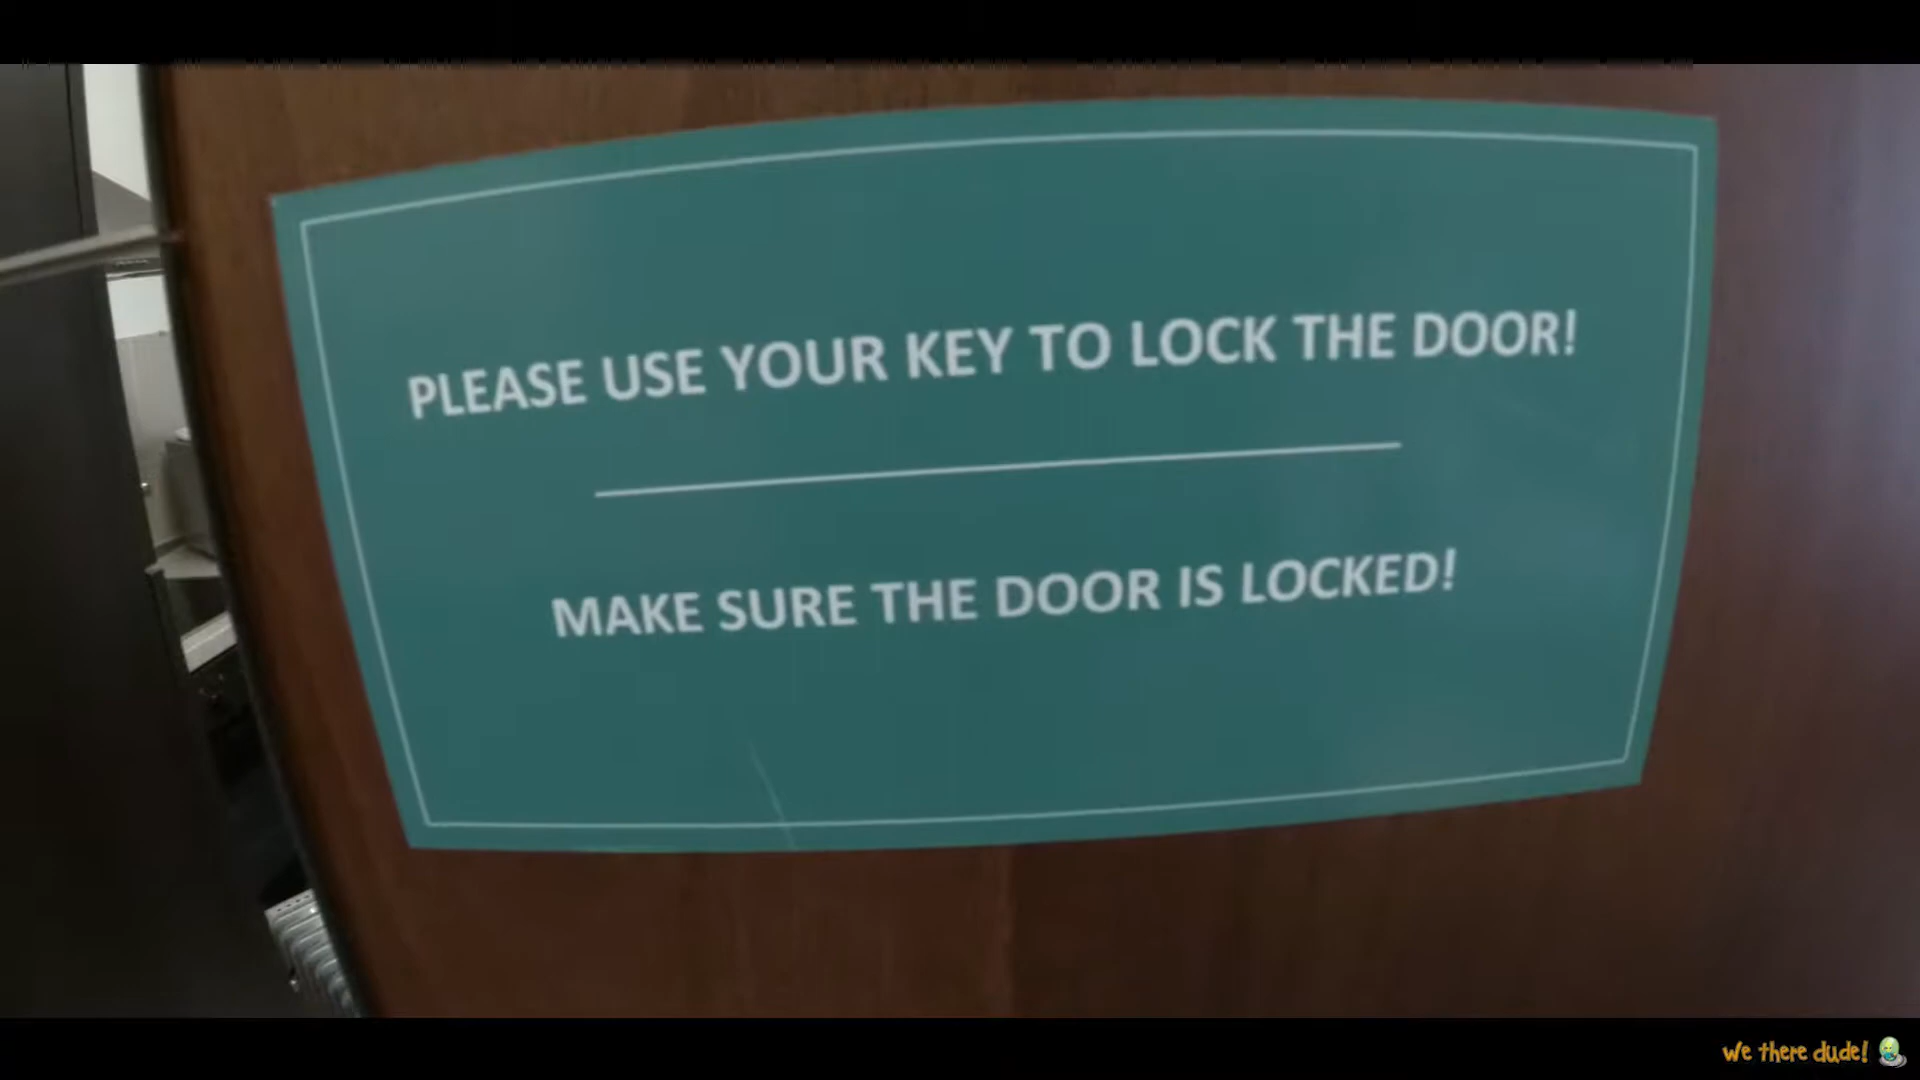 PLEASE USE YOUR KEY TO LOCK THE DOOR!
MAKE SURE THE DOOR IS LOCKED!
We there dude!